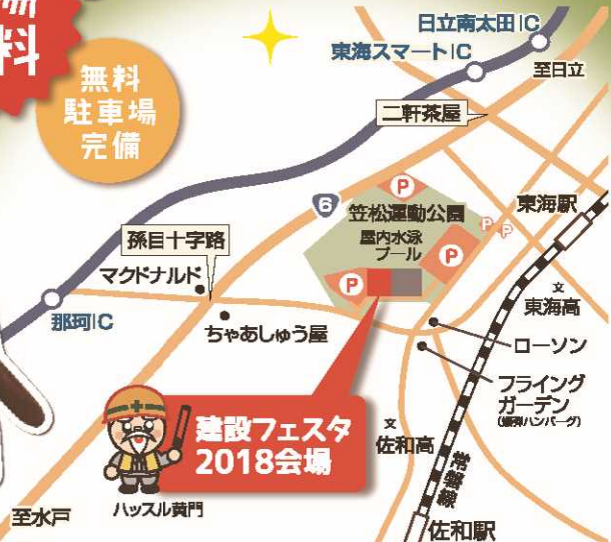 場
料
無料
駐車場
完備
日立南太田IC
東海スマートIC
至日立
二軒茶屋
6
P
笠松運動公園
屋内水泳
プール
P
P
P
P
東海駅
孫目十字路
マクドナルド
文
東海高
那珂IC
ちゃあしゅう屋
ローソン
フライング
ガーデン
(爆弾ハンバーグ)
建設フェスタ
2018会場
文
佐和高
常磐線
ハッスル黄門
至水戸
佐和駅